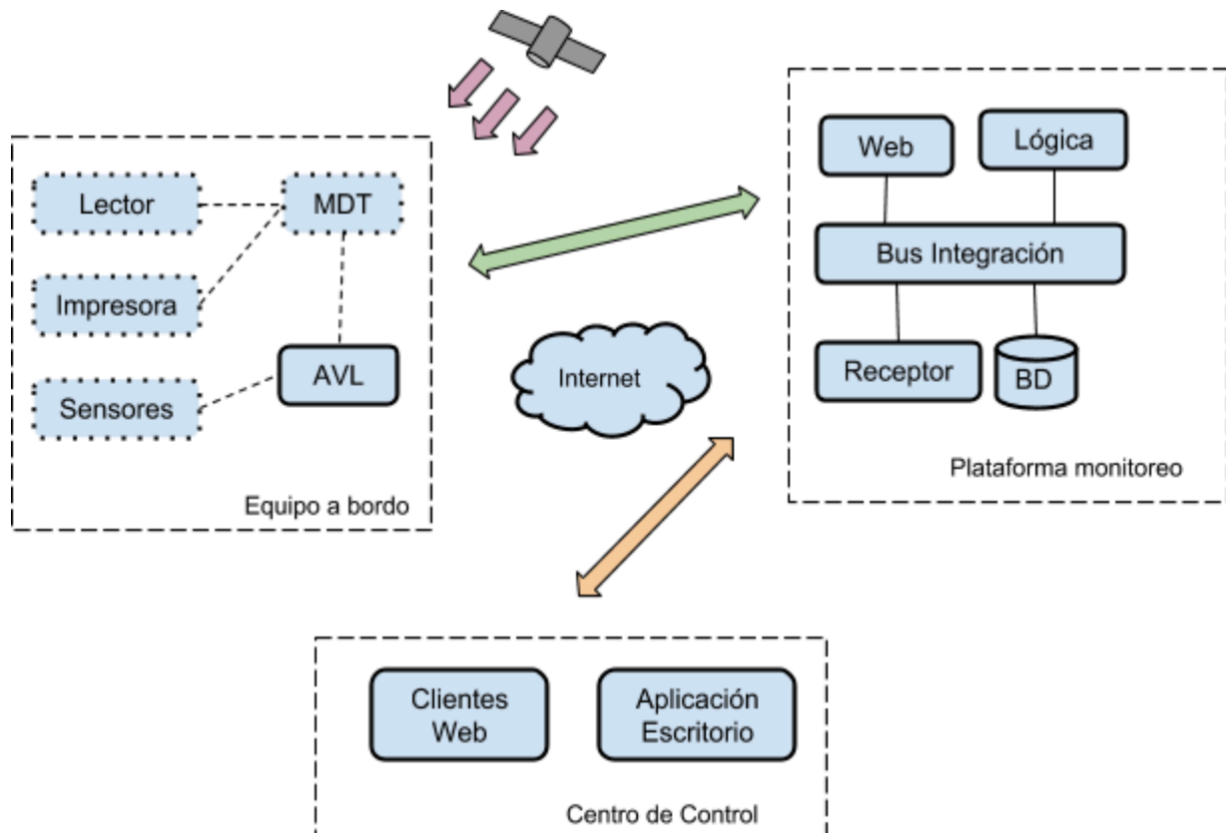 Lector
MDT
Impresora
AVL
Sensores
Equipo a bordo
Internet
Web
Lógica
Bus Integración
Receptor
BD
Plataforma monitoreo
Clientes
Web
Aplicación
Escritorio
Centro de Control